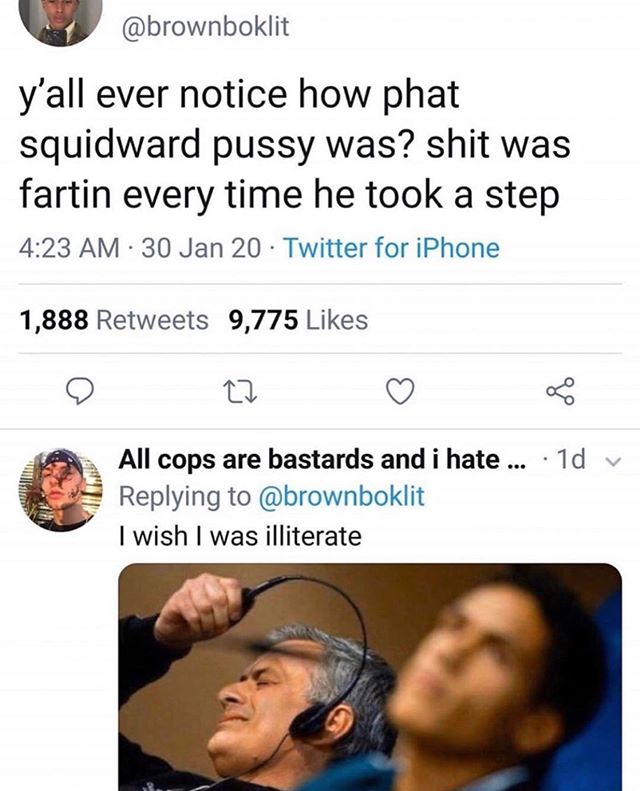 @brownboklit
y'all ever notice how phat
squidward pussy was? shit was
fartin every time he took a step
4:23 AM · 30 Jan 20 · Twitter for iPhone
1,888 Retweets 9,775 Likes
All cops are bastards and i hate ... · 1d
Replying to @brownboklit
I wish I was illiterate